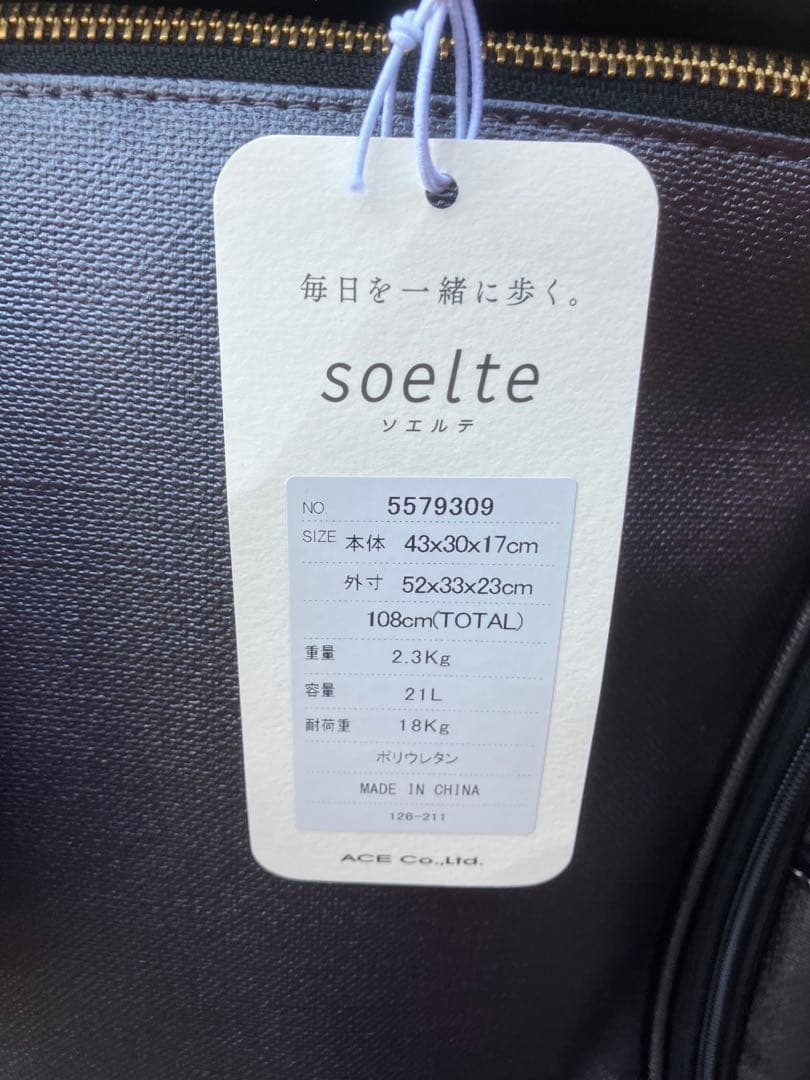 毎日を一緒に歩く。
soelte
ソエルテ
NO. 5579309
SIZE 本体 43x30x17cm
外寸 52x33x23cm
108cm(TOTAL)
重量 2.3Kg
容量 21L
耐荷重 18Kg
ポリウレタン
MADE IN CHINA
126-211
ACE Co.,Ltd.